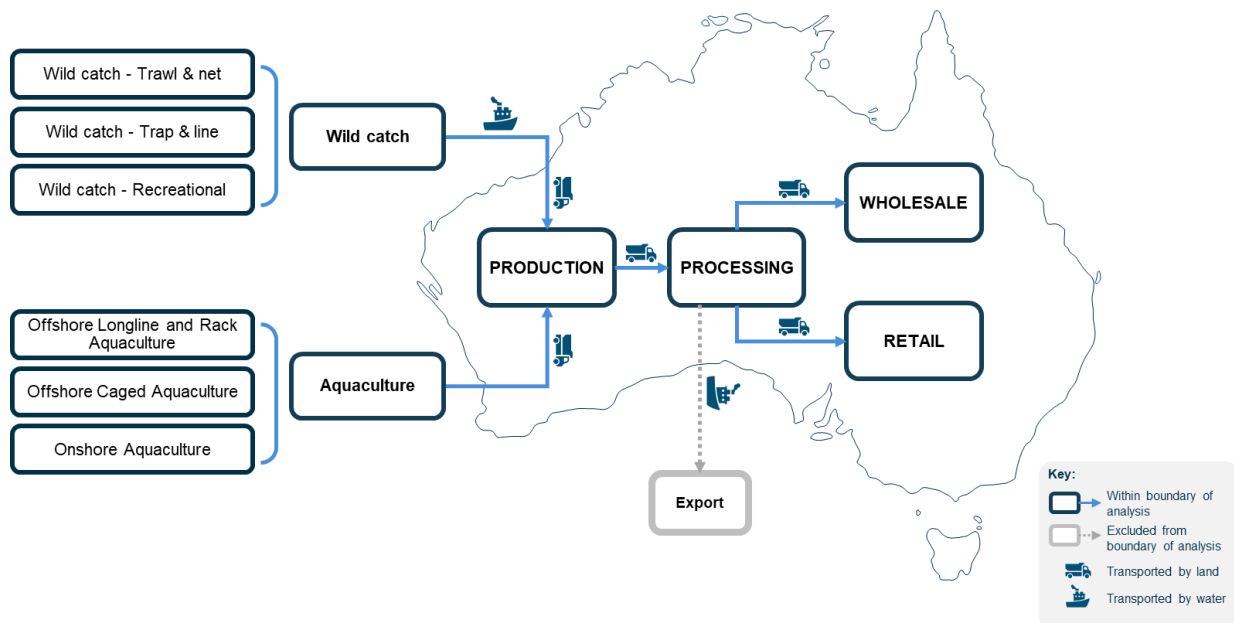 Wild catch - Trawl & net
Wild catch - Trap & line
Wild catch - Recreational
Wild catch
Offshore Longline and Rack
Aquaculture
Offshore Caged Aquaculture
Onshore Aquaculture
Aquaculture
PRODUCTION
PROCESSING
WHOLESALE
RETAIL
Export
Key:
Within boundary of
analysis
Excluded from
boundary of analysis
Transported by land
Transported by water